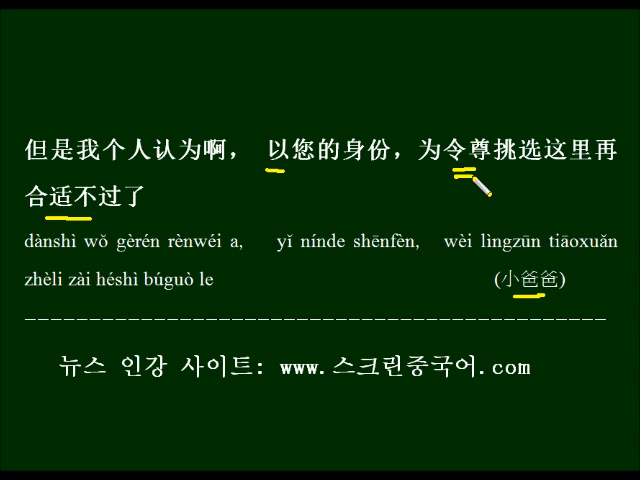 但是我个人认为啊， 以您的身份，为令尊挑选这里再
合适不过了
dànshì wǒ gèrén rènwéi a, yǐ nínde shēnfèn, wèi lìngzūn tiāoxuǎn
zhèli zài héshì búguò le (小爸爸)
뉴스 인강 사이트: www.스크린중국어.com